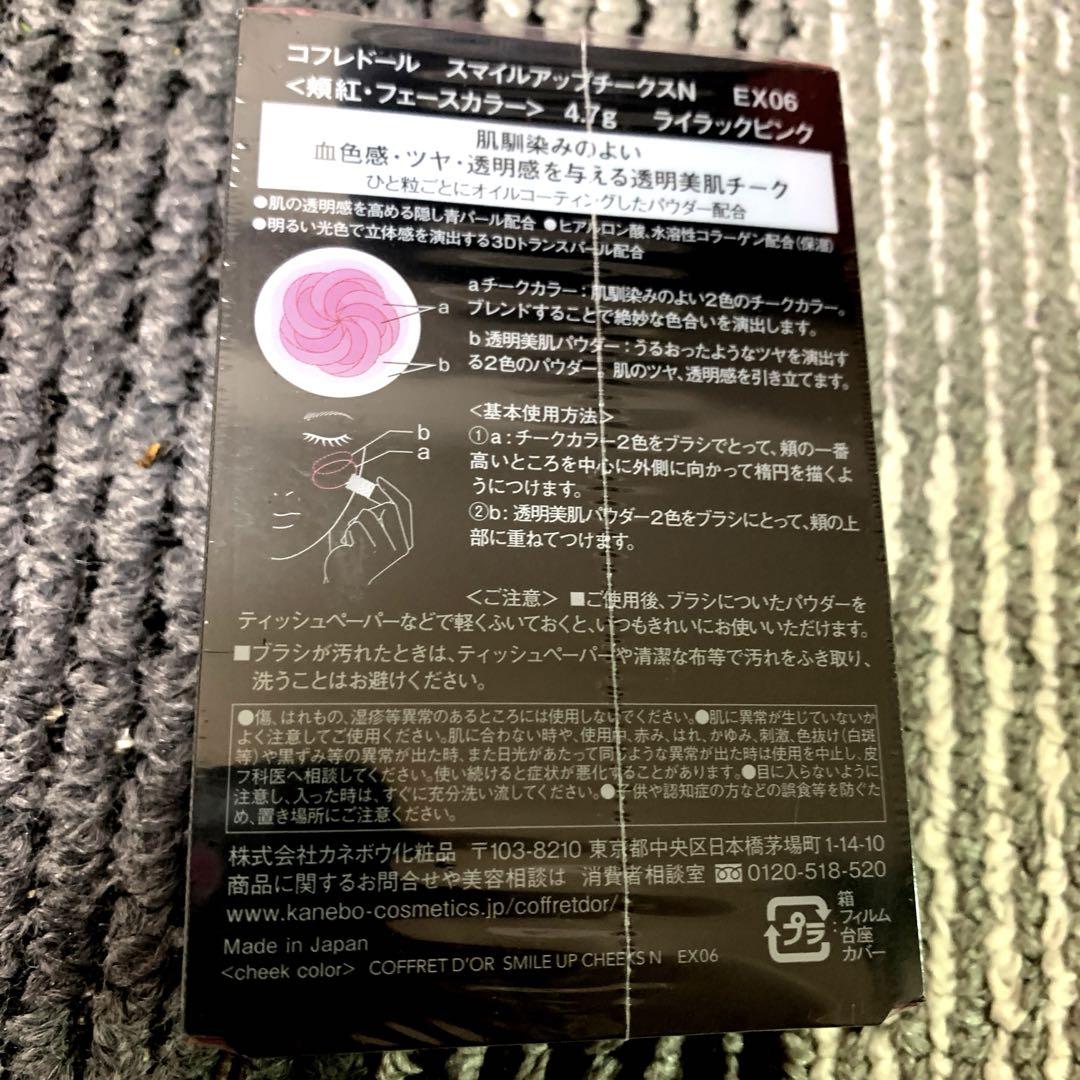 コフレドール スマイルアップチークスN EX06
<頬紅・フェースカラー> 4.7g ライラックピンク
肌馴染みのよい
血色感・ツヤ・透明感を与える透明美肌チーク
ひと粒ごとにオイルコーティングしたパウダー配合
●肌の透明感を高める隠し青パール配合 ●ヒアルロン酸、水溶性コラーゲン配合(保湿)
●明るい光色で立体感を演出する3Dトランスパール配合
a チークカラー：肌馴染みのよい2色のチークカラー。
ブレンドすることで絶妙な色合いを演出します。
a
b 透明美肌パウダー：うるおったようなツヤを演出す
る2色のパウダー。肌のツヤ、透明感を引き立てます。
b
<基本使用方法>
b
a
①a：チークカラー2色をブラシでとって、頬の一番
高いところを中心に外側に向かって楕円を描くよ
うにつけます。
②b：透明美肌パウダー2色をブラシにとって、頬の上
部に重ねてつけます。
<ご注意> ■ご使用後、ブラシについたパウダーを
ティッシュペーパーなどで軽くふいておくと、いつもきれいにお使いいただけます。
■ブラシが汚れたときは、ティッシュペーパーや清潔な布等で汚れをふき取り、
洗うことはお避けください。
●傷、はれもの、湿疹等異常のあるところには使用しないでください。●肌に異常が生じていないか
よく注意してご使用ください。肌に合わない時や、使用中、赤み、はれ、かゆみ、刺激、色抜け(白斑
等)や黒ずみ等の異常が出た時、また日光があたって同じような異常が出た時は使用を中止し、皮
フ科医へ相談してください。使い続けると症状が悪化することがあります。●目に入らないように
注意し、入った時は、すぐに充分洗い流してください。●子供や認知症の方などの誤食等を防ぐた
め、置き場所にご注意ください。
株式会社カネボウ化粧品 〒103-8210 東京都中央区日本橋茅場町1-14-10
商品に関するお問合せや美容相談は 消費者相談室 0120-518-520
www.kanebo-cosmetics.jp/coffretdor/
プラ
箱
フィルム
台座
カバー
Made in Japan
<cheek color> COFFRET D'OR SMILE UP CHEEKS N EX06